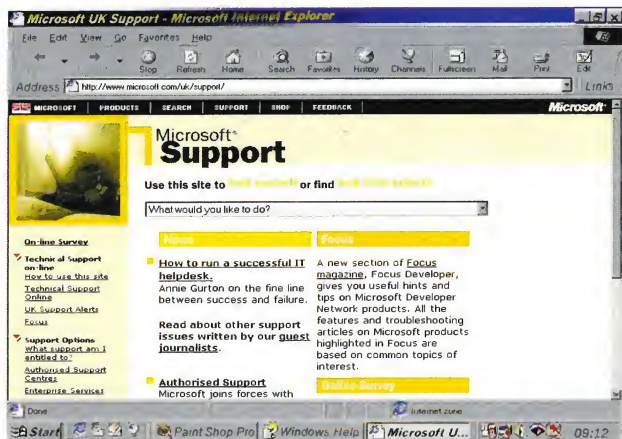 Microsoft UK Support - Microsoft Internet Explorer
File Edit View Go Favorites Help
Stop Refresh Home Search Favorites History Channels Fullscreen Mail Print Edit
Address http://www.microsoft.com/uk/support/ Links
MICROSOFT PRODUCTS SEARCH SUPPORT SHOP FEEDBACK Microsoft
Microsoft
Support
Use this site to or find
What would you like to do?
On-line Survey
Technical Support on-line
How to use this site
Technical Support Online
UK Support Alerts
Focus
Support Options
What support am I entitled to?
Authorised Support Centres
Enterprise Services
News
How to run a successful IT
helpdesk.
Annie Gurton on the fine line
between success and failure.
Read about other support
issues written by our guest
journalists.
Authorised Support
Microsoft joins forces with
Focus
A new section of Focus
magazine, Focus Developer,
gives you useful hints and
tips on Microsoft Developer
Network products. All the
features and troubleshooting
articles on Microsoft products
highlighted in Focus are
based on common topics of
interest.
Online Survey
Done Internet zone
Start Paint Shop Pro Windows Help Microsoft U... 09:12